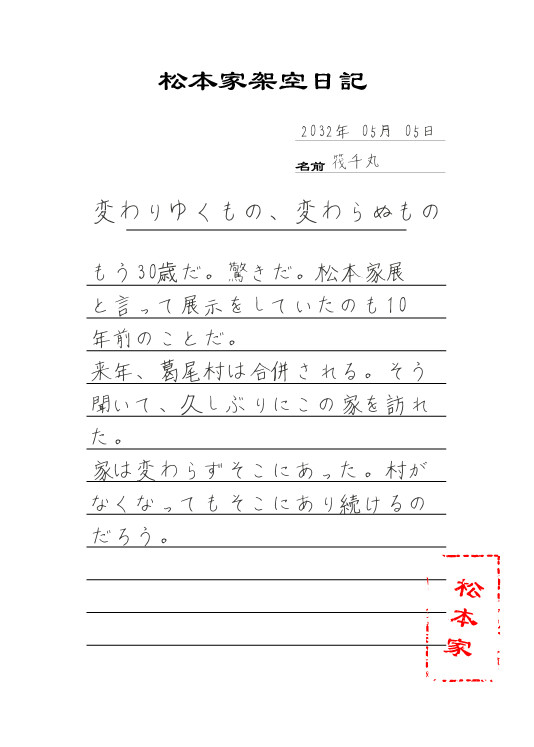 松本家架空日記
2032年 05月 05日
名前 筏千丸
変わりゆくもの、変わらぬもの
もう30歳だ。驚きだ。松本家展
と言って展示をしていたのも10
年前のことだ。
来年、葛尾村は合併される。そう
聞いて、久しぶりにこの家を訪れ
た。
家は変わらずそこにあった。村が
なくなってもそこにあり続けるの
だろう。
松本家